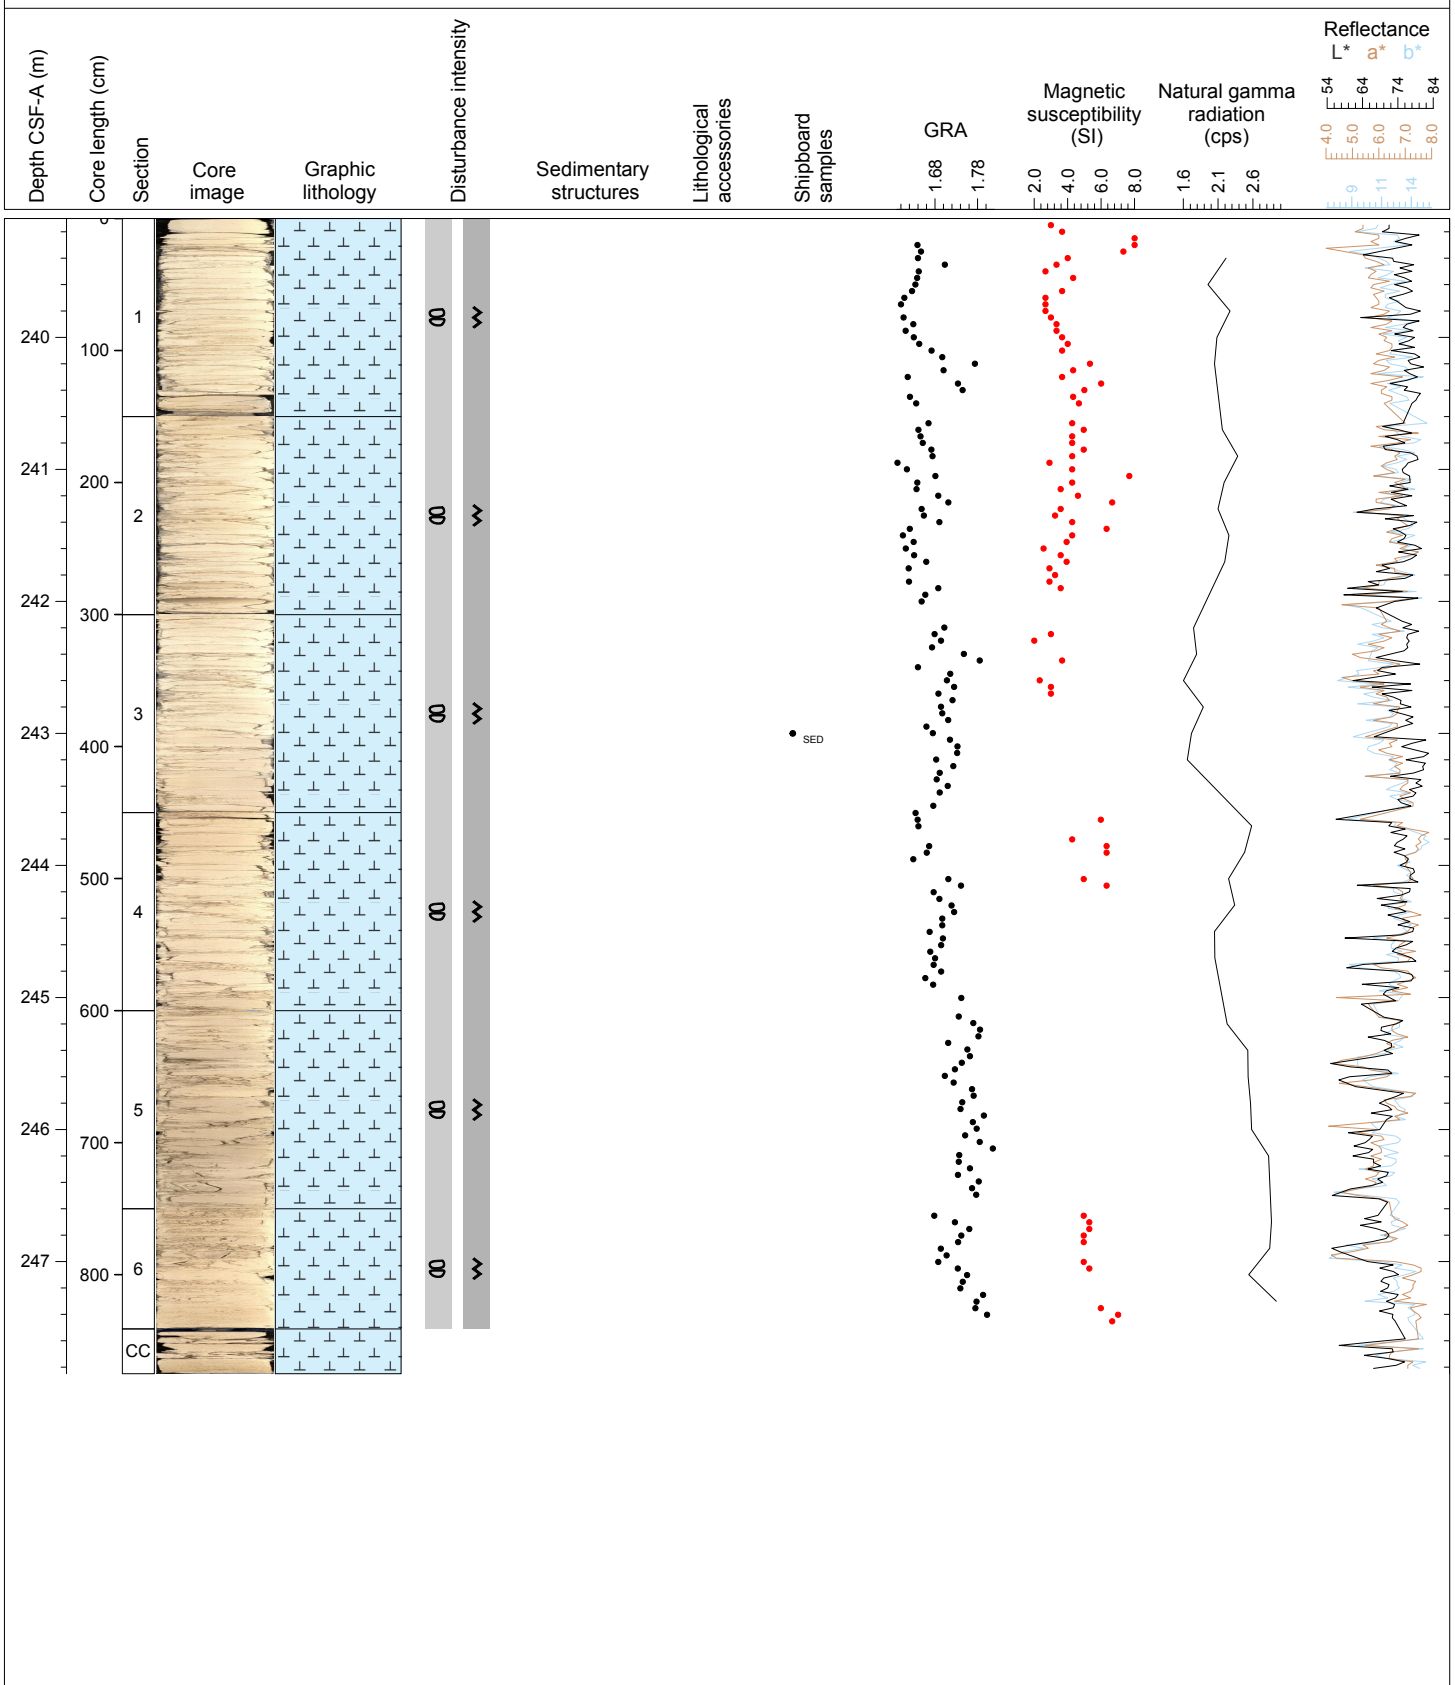 Depth CSF-A (m)
Core length (cm)
Section
Core
image
Graphic
lithology
Disturbance intensity
Sedimentary
structures
Lithological
accessories
Shipboard
samples
GRA
1.68
1.78
Magnetic
susceptibility
(SI)
2.0
4.0
6.0
8.0
Natural gamma
radiation
(cps)
1.6
2.1
2.6
Reflectance
L* a* b*
54
64
74
84
4.0
5.0
6.0
7.0
8.0
9
11
14
0
1
240
100
241
200
2
242
300
3
243
400
SED
244
500
4
245
600
5
246
700
247
800
6
CC